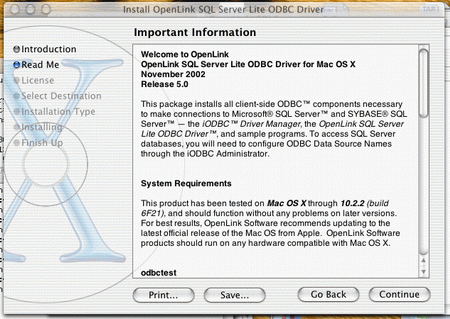 Install OpenLink SQL Server Lite ODBC Driver
Important Information
Introduction
Read Me
License
Select Destination
Installation Type
Installing
Finish Up
Welcome to OpenLink
OpenLink SQL Server Lite ODBC Driver for Mac OS X
November 2002
Release 5.0
This package installs all client-side ODBC™ components necessary
to make connections to Microsoft® SQL Server™ and SYBASE® SQL
Server™ — the iODBC™ Driver Manager, the OpenLink SQL Server
Lite ODBC Driver™, and sample programs. To access SQL Server
databases, you will need to configure ODBC Data Source Names
through the iODBC Administrator.
System Requirements
This product has been tested on Mac OS X through 10.2.2 (build
6F21), and should function without any problems on later versions.
For best results, OpenLink Software recommends updating to the
latest official release of the Mac OS from Apple. OpenLink Software
products should run on any hardware compatible with Mac OS X.
odbctest
Print...
Save...
Go Back
Continue